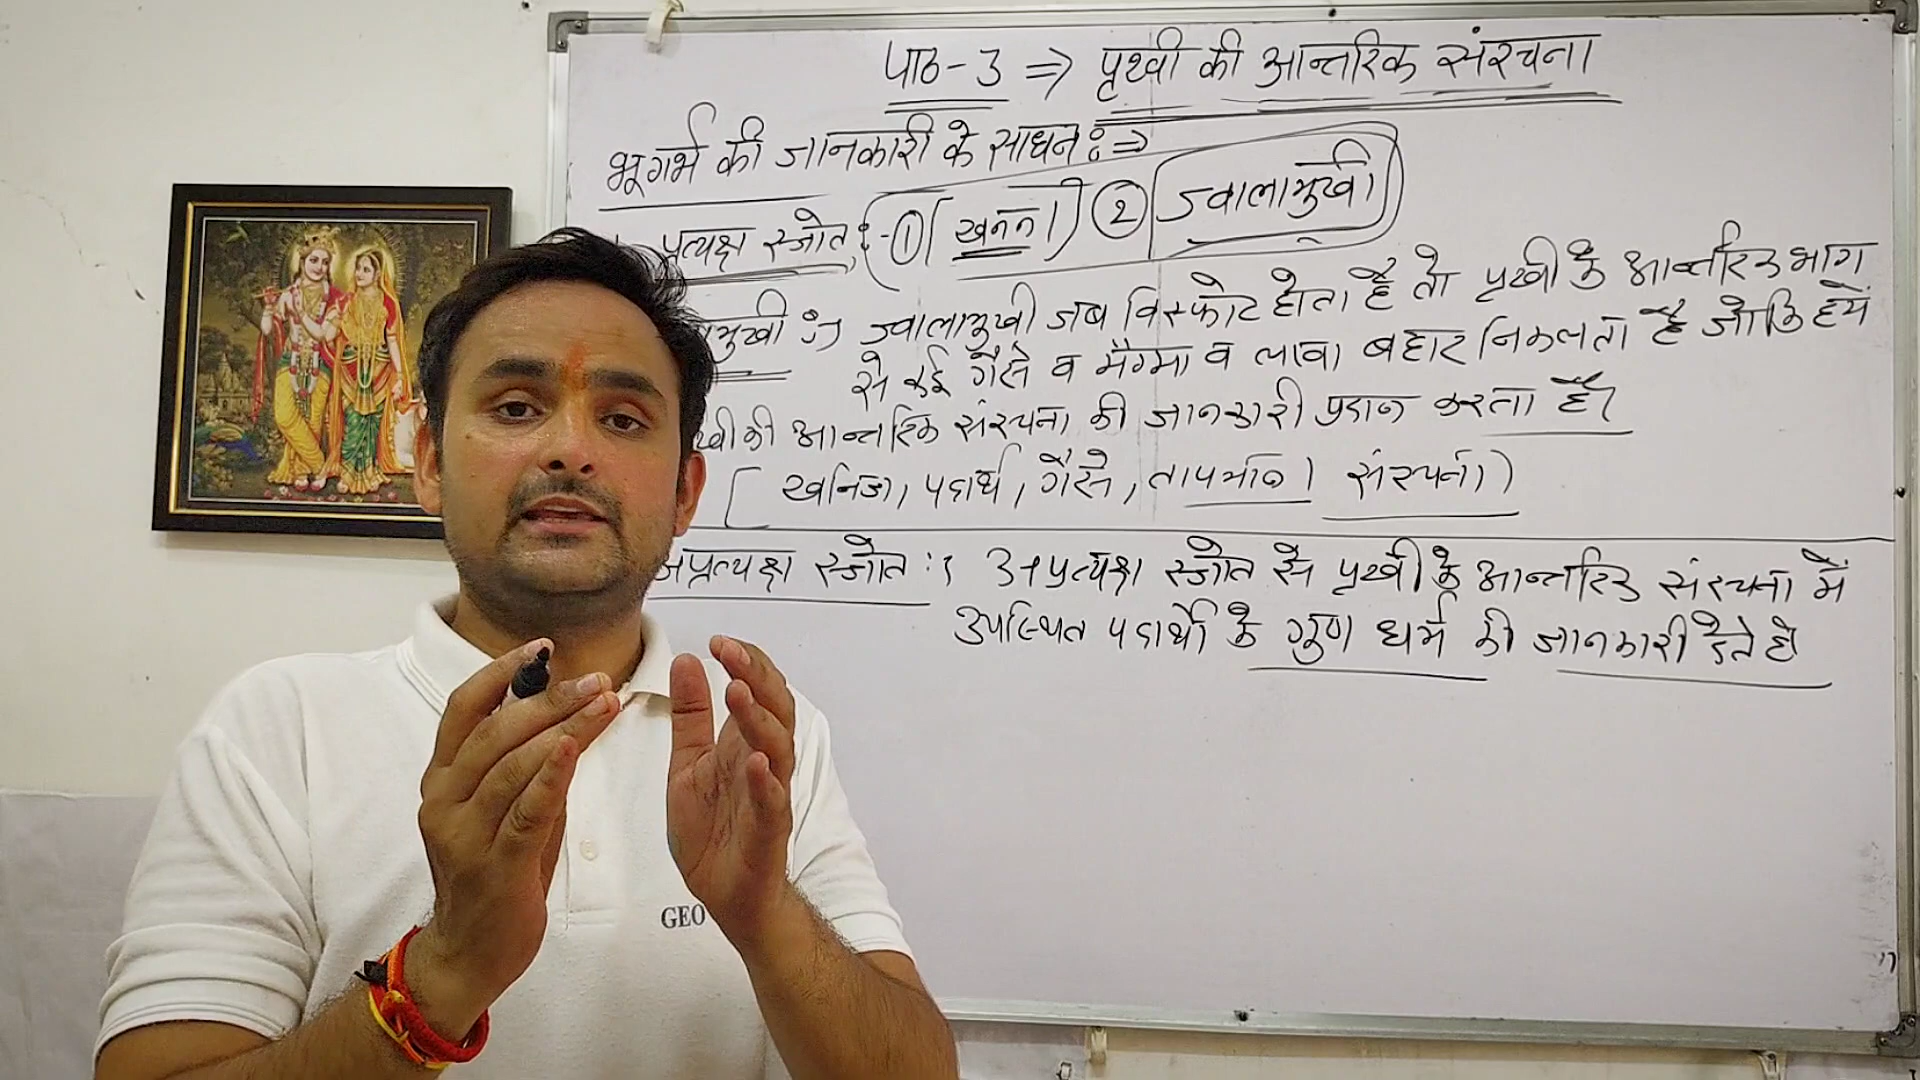 पाठ - 3 ⇒ पृथ्वी की आन्तरिक संरचना
भूगर्भ की जानकारी के साधन :⇒
प्रत्यक्ष स्त्रोत :- ① खनन । ② ज्वालामुखी
मुखी :→ ज्वालामुखी जब विस्फोट होता है तो पृथ्वी के आन्तरिक भाग
से कई गैसे व मैग्मा व लावा बहार निकलता है जो कि हमें
की आन्तरिक संरचना की जानकारी प्रदान करता है।
[ खनिज, पदार्थ, गैसे, तापमान । संरचना )
अप्रत्यक्ष स्त्रोत : अप्रत्यक्ष स्त्रोत से पृथ्वी के आन्तरिक संरचना में
उपस्थित पदार्थो के गुण धर्म की जानकारी देते है
GEO